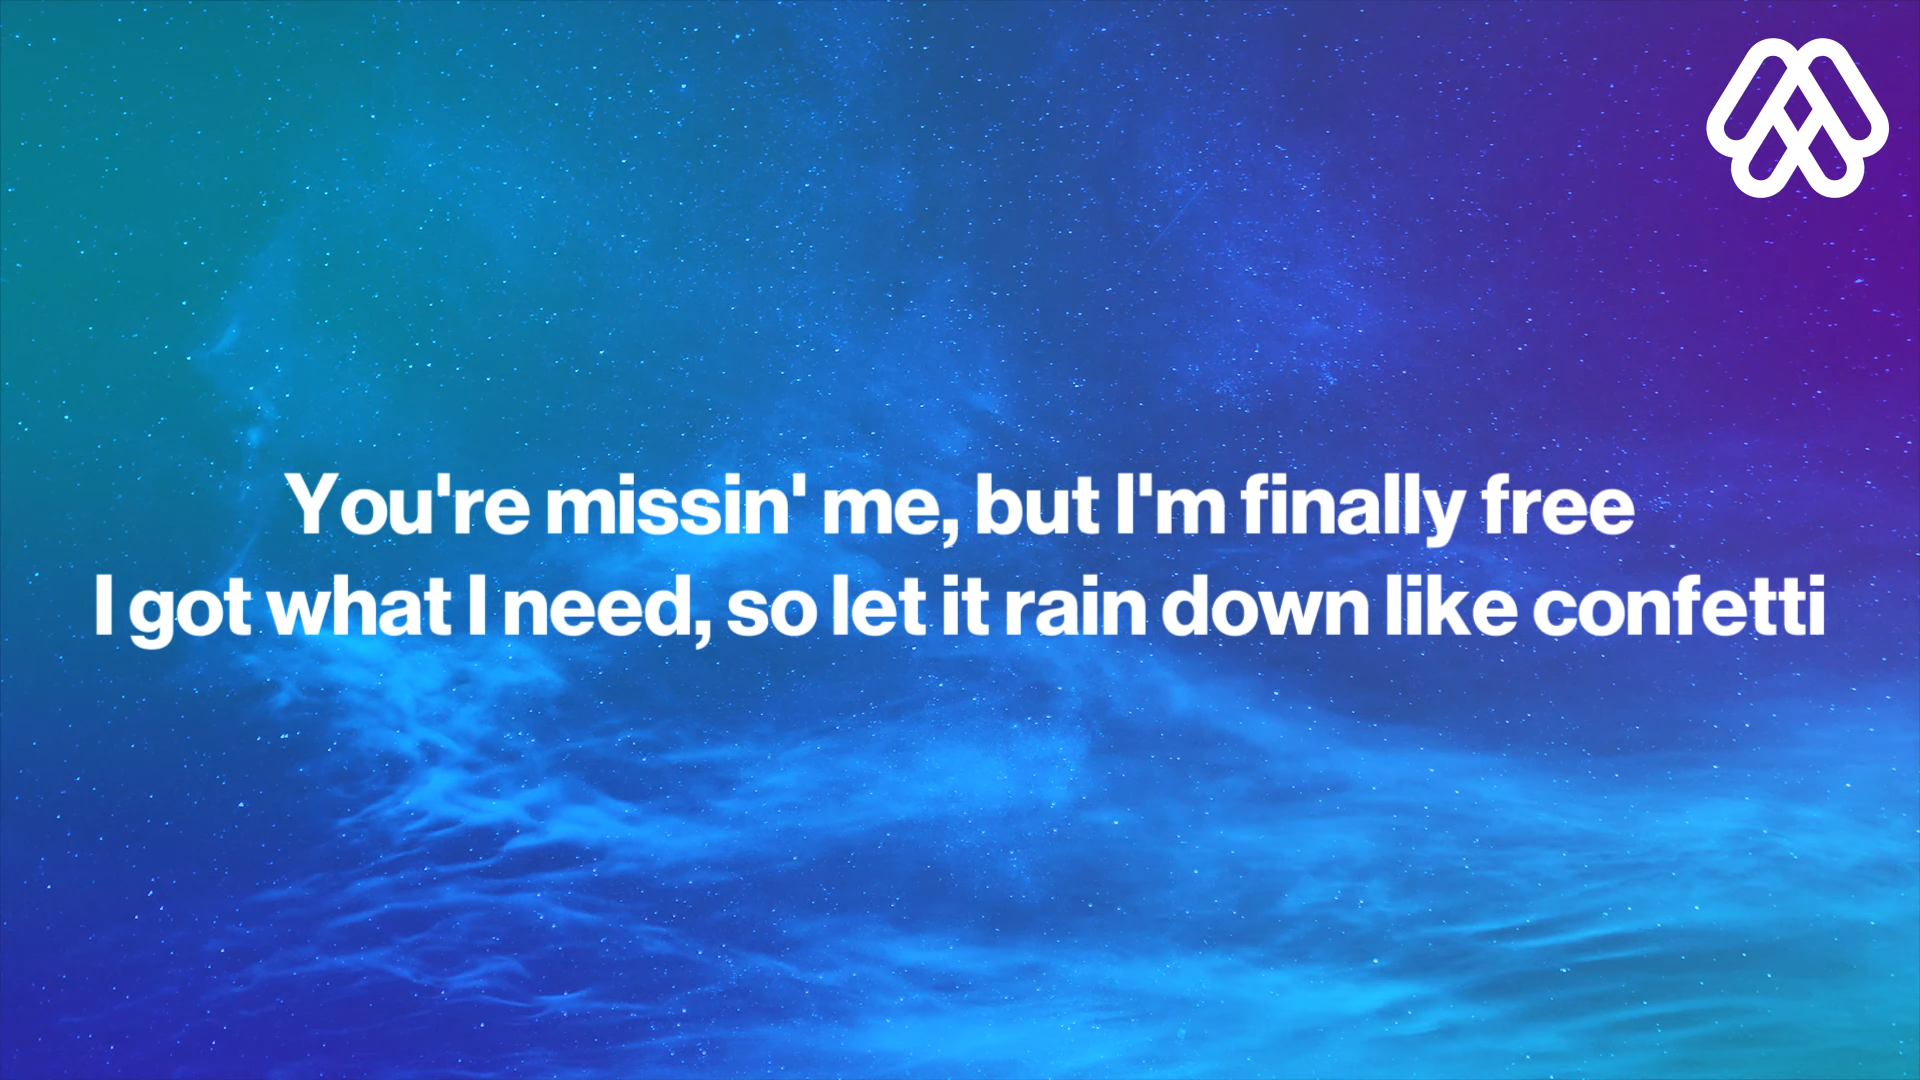 You're missin' me, but I'm finally free
I got what I need, so let it rain down like confetti